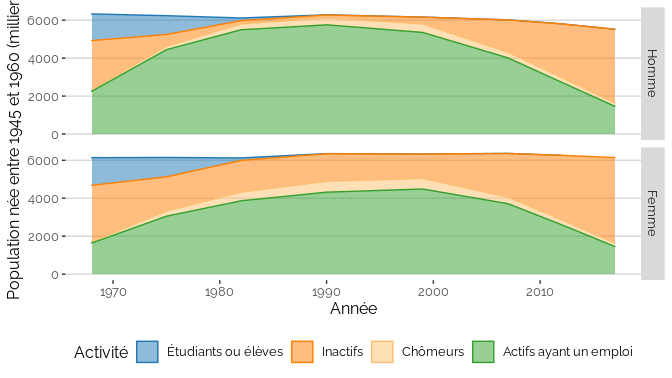 Population née entre 1945 et 1960 (millier
6000
4000
2000
0
Homme
6000
4000
2000
0
Femme
1970 1980 1990 2000 2010
Année
Activité Étudiants ou élèves Inactifs Chômeurs Actifs ayant un emploi